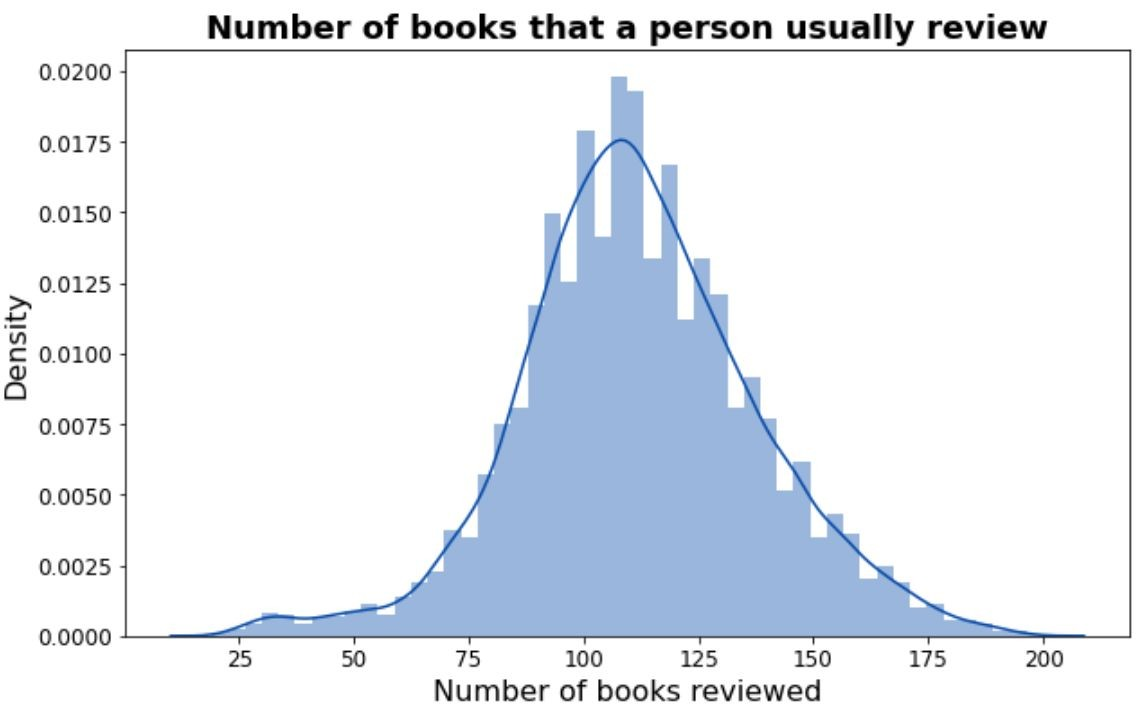 Number of books that a person usually review
0.0200
0.0175
0.0150
0.0125
0.0100
0.0075
0.0050
0.0025
0.0000
Density
25 50 75 100 125 150 175 200
Number of books reviewed